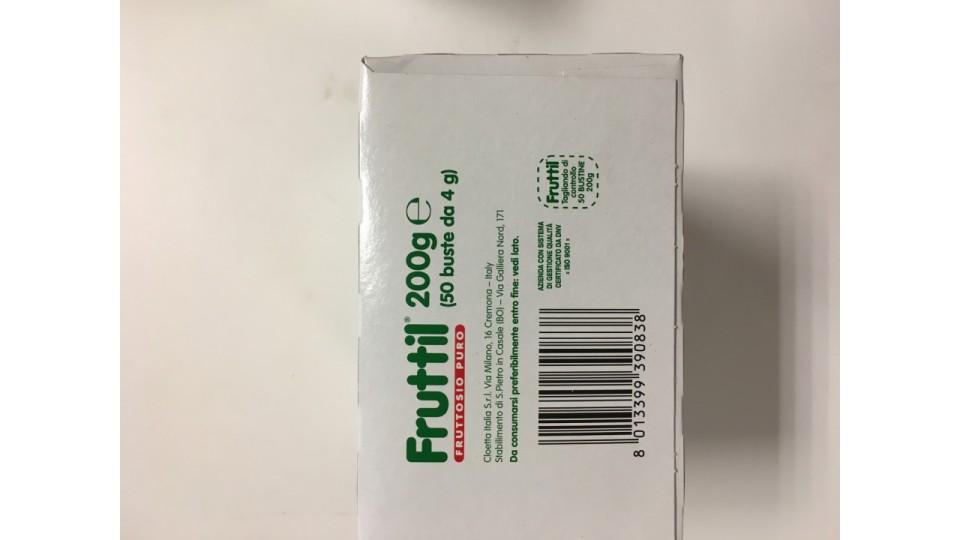 Fruttil® 200g e
FRUTTOSIO PURO
(50 buste da 4 g)
Cloetta Italia S.r.l. Via Milano, 16 Cremona – Italy
Stabilimento di S.Pietro in Casale (BO) – Via Galliera Nord, 171
Da consumarsi preferibilmente entro fine: vedi lato.
AZIENDA CON SISTEMA
DI GESTIONE QUALITÀ
CERTIFICATO DA DNV
= ISO 9001 =
Fruttil
Tagliando di
controllo
50 BUSTINE
200g
8 013399 390838